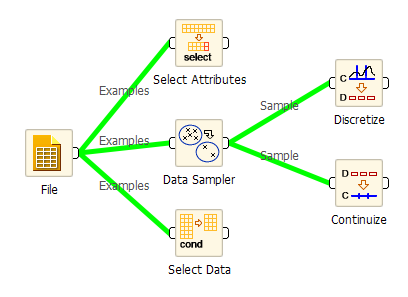 select
Select Attributes
Examples
C
D
Discretize
Sample
Examples
Data Sampler
File
Sample
D
C
Continuize
Examples
cond
Select Data